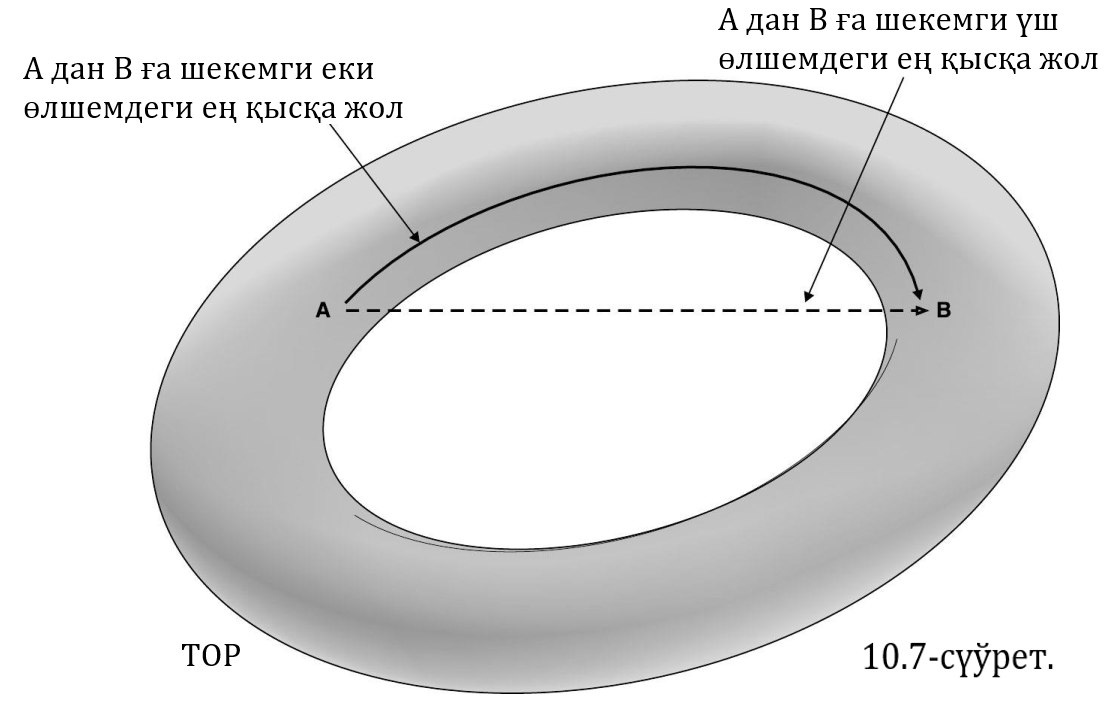 А дан В ға шекемги үш
өлшемдеги ең қысқа жол
А дан В ға шекемги еки
өлшемдеги ең қысқа жол
A
B
ТОР
10.7-сүўрет.